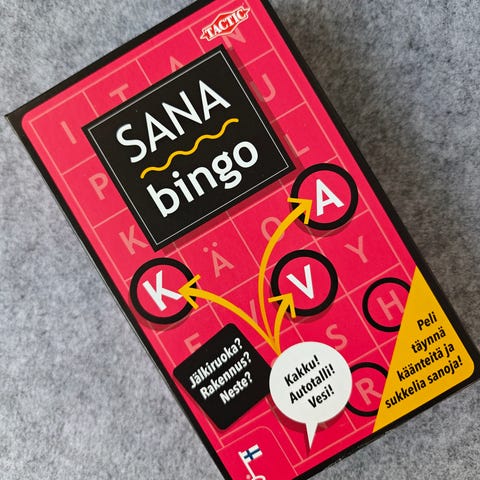 TACTIC
SANA
bingo
I T A N
P J
K L
Ä O
E V Y
S H
R
K
V
A
Jälkiruoka?
Rakennus?
Neste?
Kakku!
Autotalli!
Vesi!
Peli
täynnä
käänteitä ja
sukkelia sanoja!